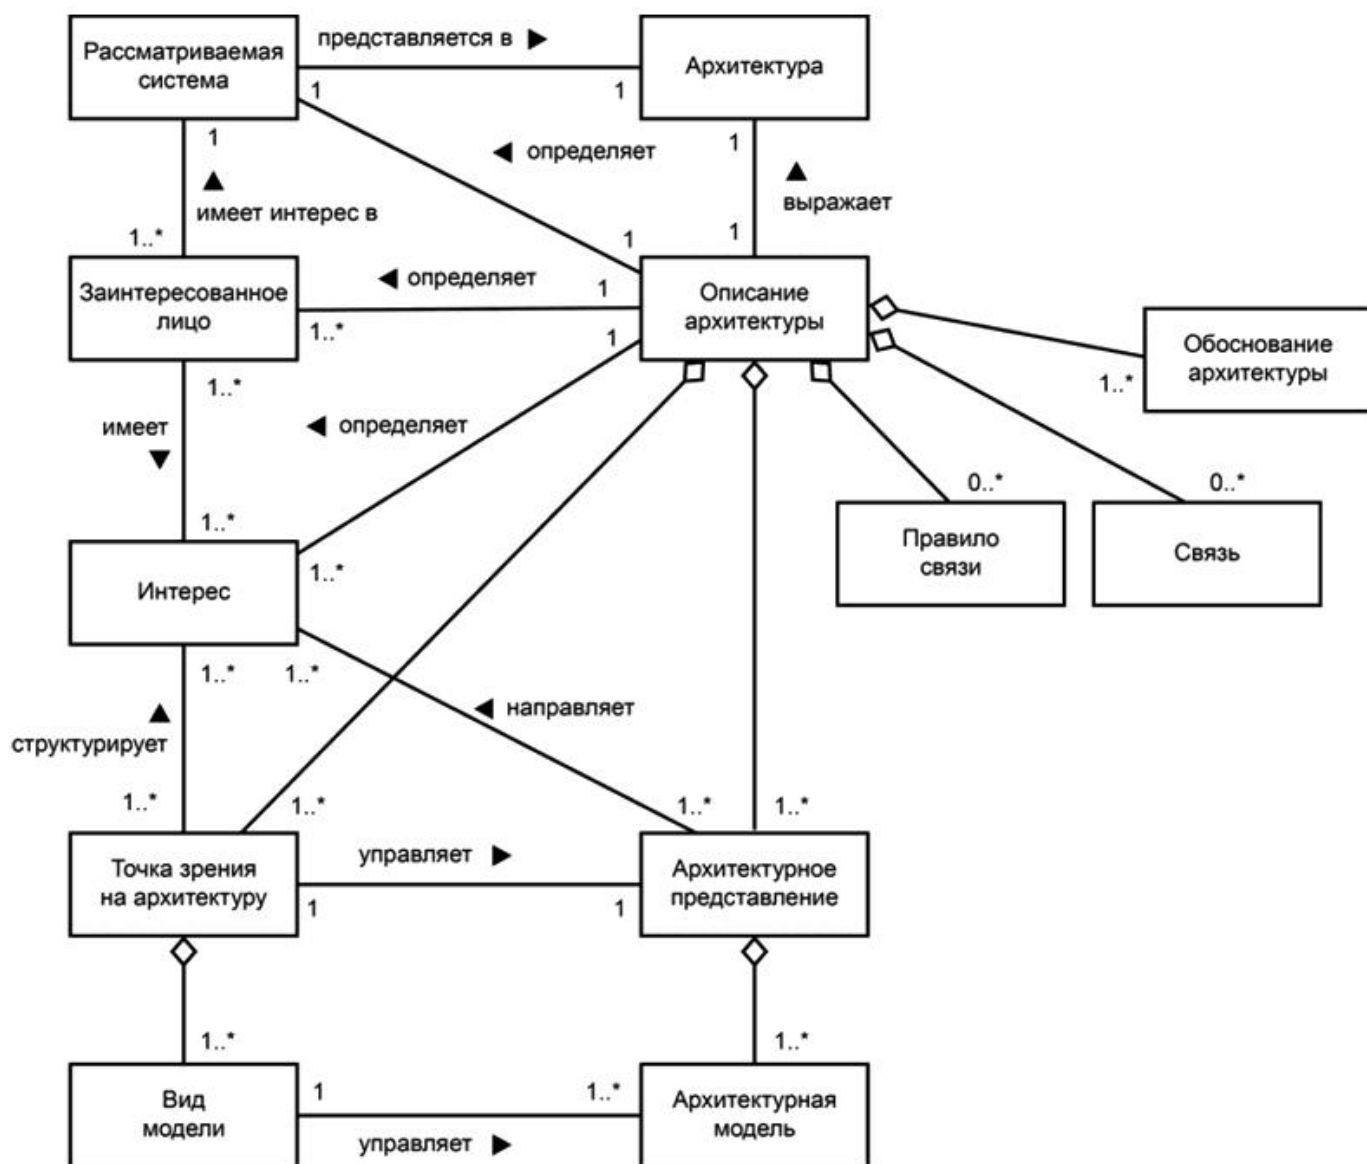 Рассматриваемая
система
представляется в ►
Архитектура
1
1
1
◄ определяет
1
▲
имеет интерес в
▲
выражает
1..*
1
1
Заинтересованное
лицо
◄ определяет
1
1..*
Описание
архитектуры
1
Обоснование
архитектуры
1..*
1..*
имеет
▼
◄ определяет
0..*
0..*
1..*
1..*
Правило
связи
Связь
Интерес
1..*
1..*
▲
структурирует
◄ направляет
1..*
1..*
1..*
1..*
Точка зрения
на архитектуру
управляет ►
1
1
Архитектурное
представление
1..*
1..*
Вид
модели
1
1..*
управляет ►
Архитектурная
модель